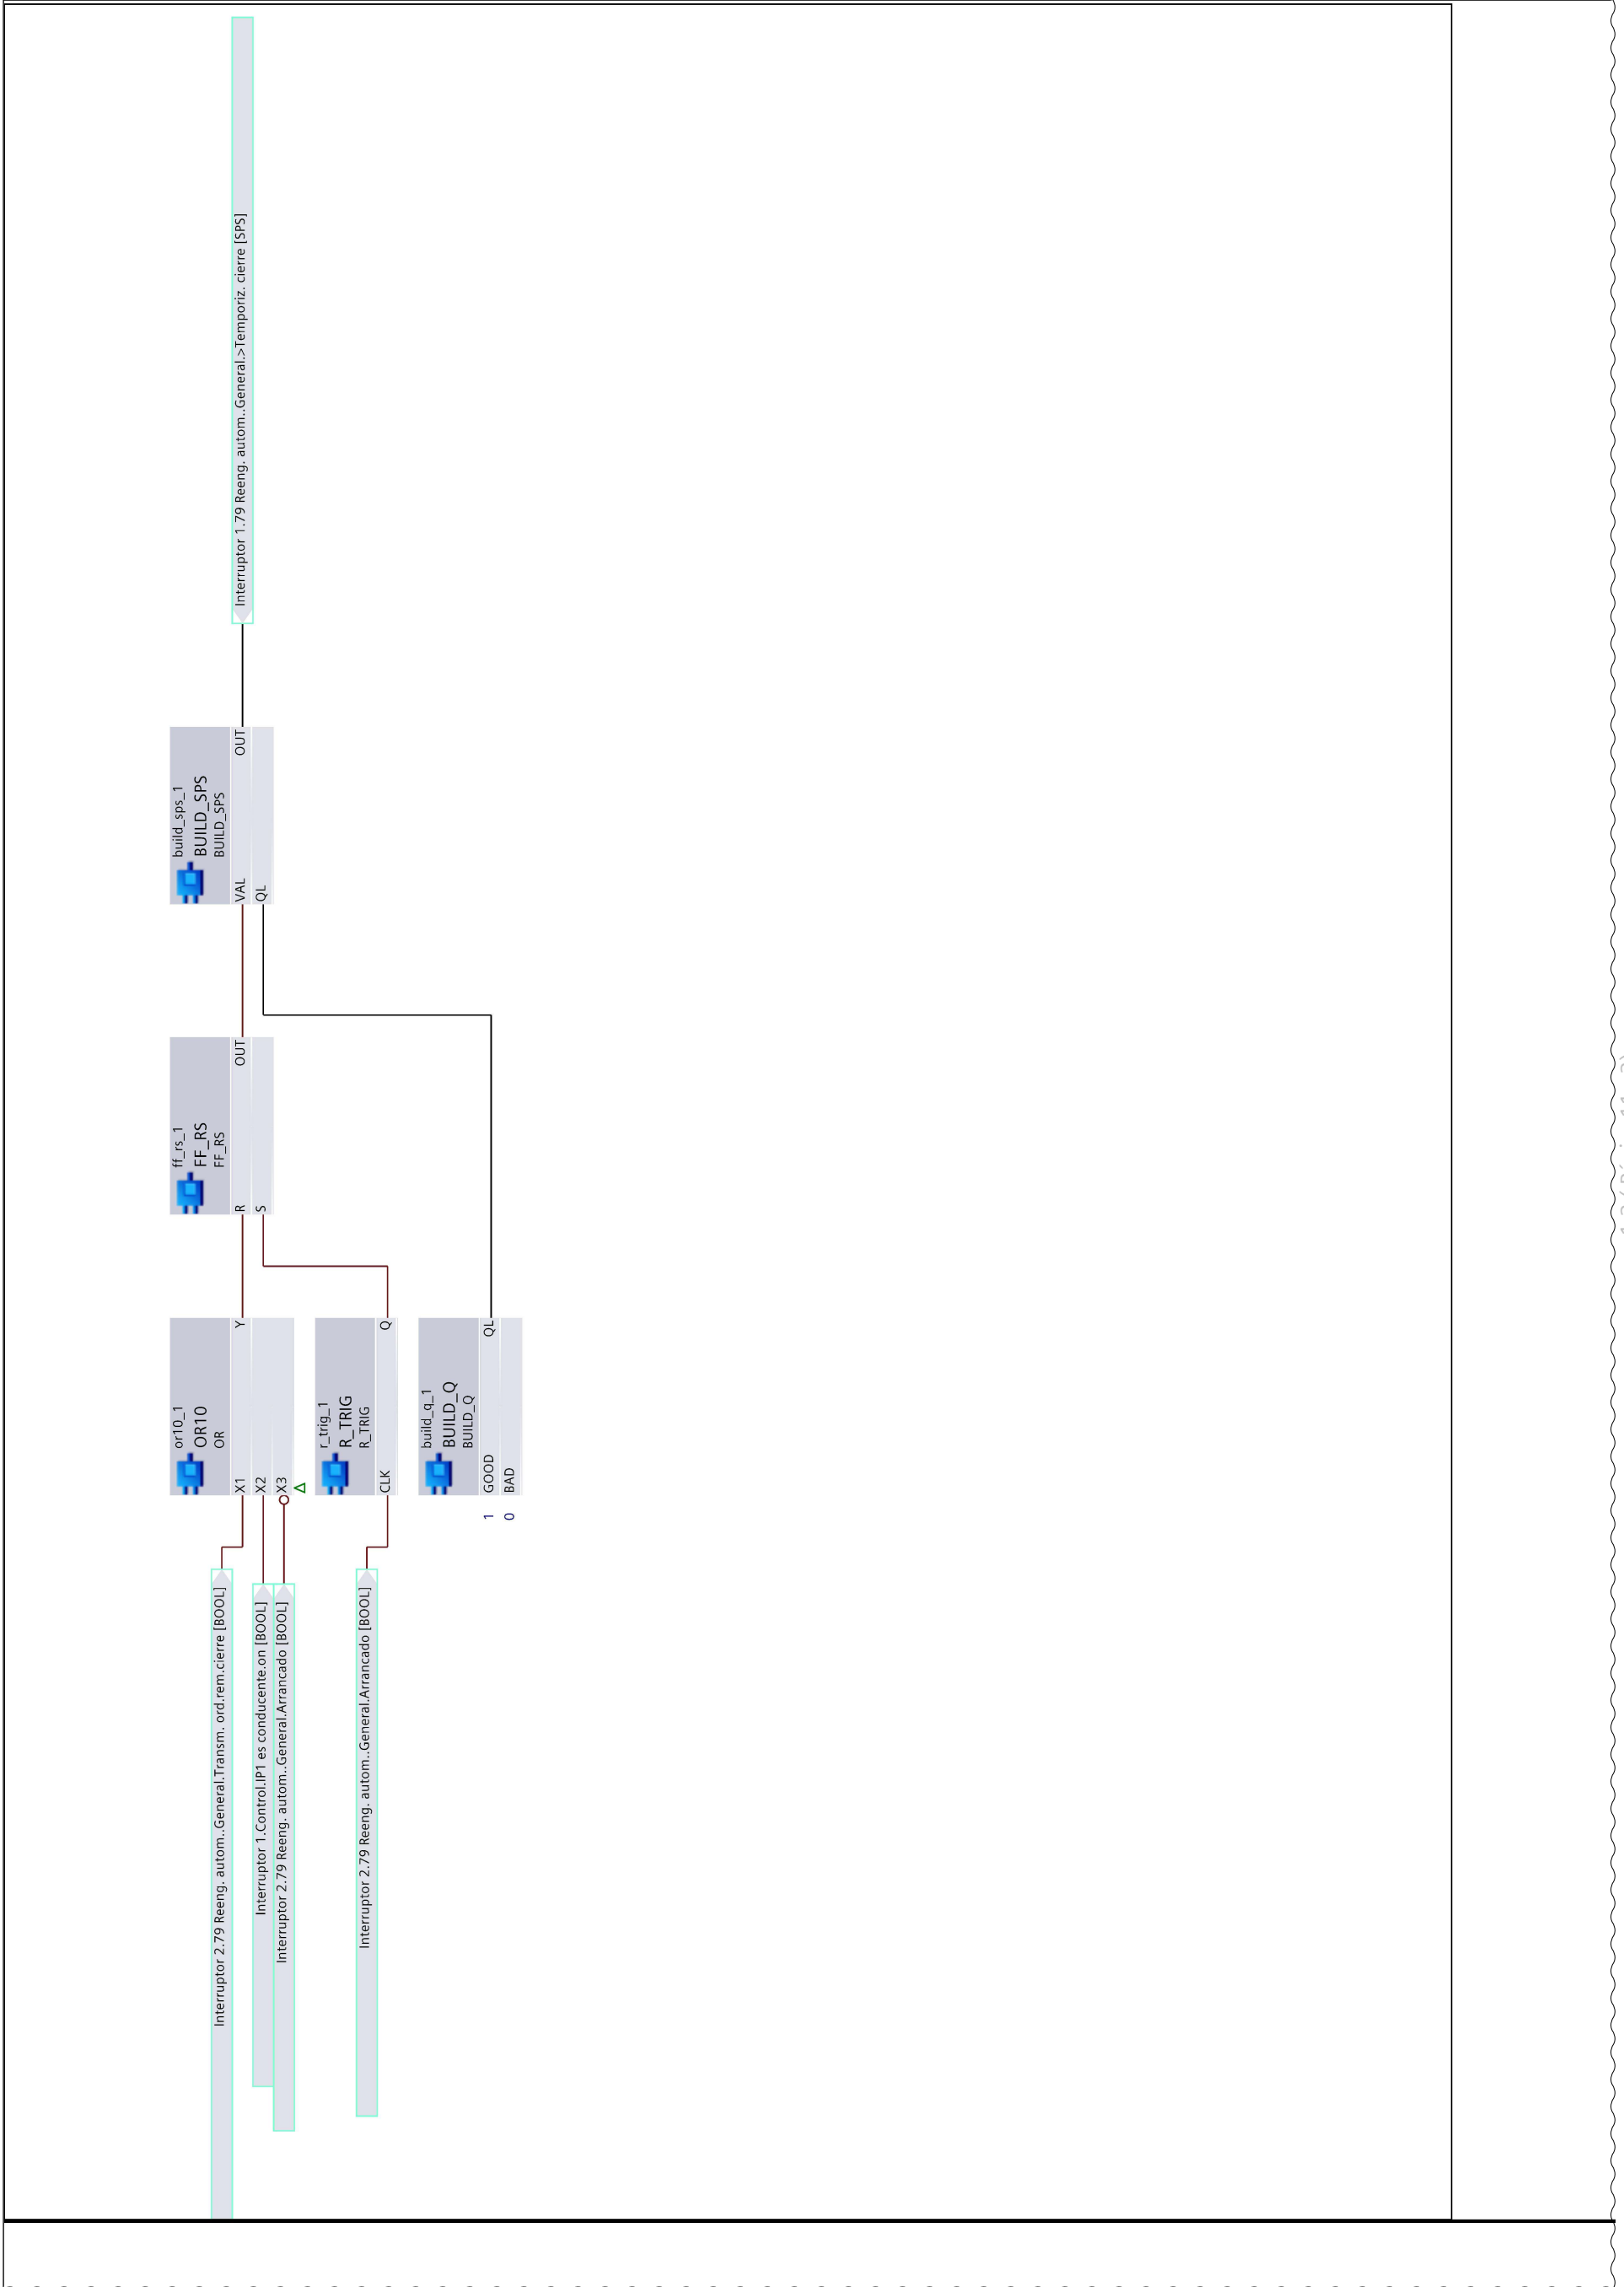 Interruptor 2.79 Reeng. autom..General.Transm. ord.rem.cierre [BOOL]
Interruptor 1.Control.IP1 es conducente.on [BOOL]
Interruptor 2.79 Reeng. autom..General.Arrancado [BOOL]
Interruptor 2.79 Reeng. autom..General.Arrancado [BOOL]
or10_1
OR10
OR
X1
Y
X2
X3
r_trig_1
R_TRIG
R_TRIG
CLK
Q
build_q_1
BUILD_Q
BUILD_Q
1
GOOD
QL
0
BAD
ff_rs_1
FF_RS
FF_RS
R
OUT
S
build_sps_1
BUILD_SPS
BUILD_SPS
VAL
OUT
QL
Interruptor 1.79 Reeng. autom..General.>Temporiz. cierre [SPS]